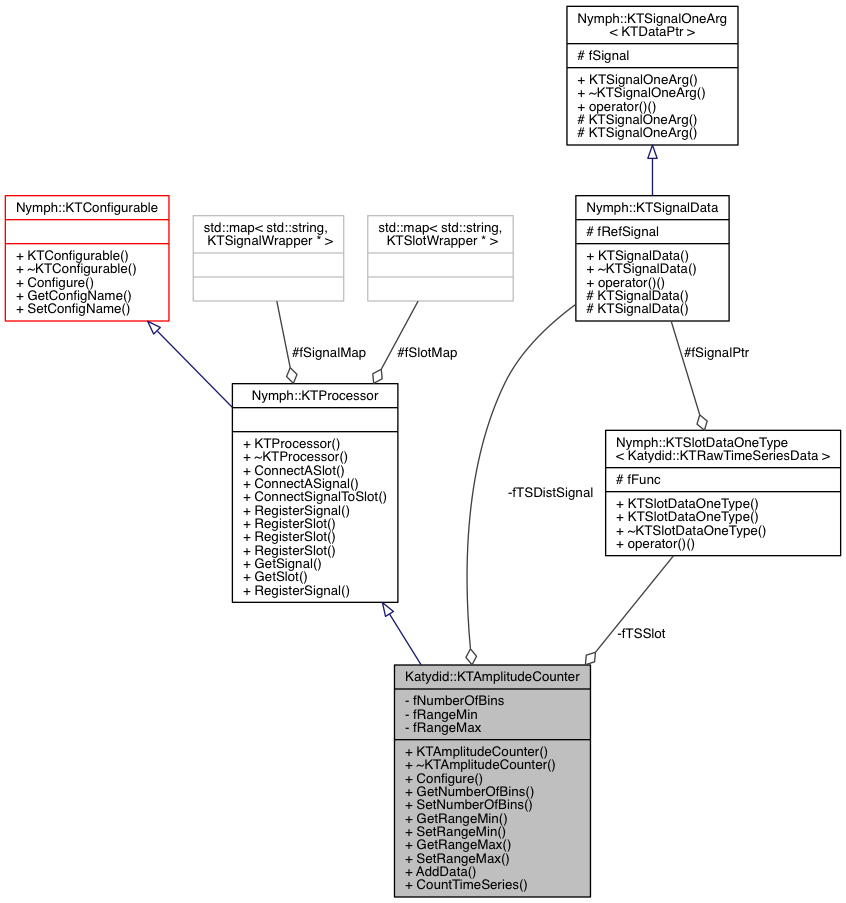 Nymph::KTSignalOneArg
< KTDataPtr >
# fSignal
+ KTSignalOneArg()
+ ~KTSignalOneArg()
+ operator()()
# KTSignalOneArg()
# KTSignalOneArg()
Nymph::KTConfigurable
+ KTConfigurable()
+ ~KTConfigurable()
+ Configure()
+ GetConfigName()
+ SetConfigName()
std::map< std::string,
KTSignalWrapper * >
std::map< std::string,
KTSlotWrapper * >
Nymph::KTSignalData
# fRefSignal
+ KTSignalData()
+ ~KTSignalData()
+ operator()()
# KTSignalData()
# KTSignalData()
#fSignalMap
#fSlotMap
#fSignalPtr
Nymph::KTProcessor
+ KTProcessor()
+ ~KTProcessor()
+ ConnectASlot()
+ ConnectASignal()
+ ConnectSignalToSlot()
+ RegisterSignal()
+ RegisterSlot()
+ RegisterSlot()
+ RegisterSlot()
+ GetSignal()
+ GetSlot()
+ RegisterSignal()
-fTSDistSignal
Nymph::KTSlotDataOneType
< Katydid::KTRawTimeSeriesData >
# fFunc
+ KTSlotDataOneType()
+ KTSlotDataOneType()
+ ~KTSlotDataOneType()
+ operator()()
-fTSSlot
Katydid::KTAmplitudeCounter
- fNumberOfBins
- fRangeMin
- fRangeMax
+ KTAmplitudeCounter()
+ ~KTAmplitudeCounter()
+ Configure()
+ GetNumberOfBins()
+ SetNumberOfBins()
+ GetRangeMin()
+ SetRangeMin()
+ GetRangeMax()
+ SetRangeMax()
+ AddData()
+ CountTimeSeries()